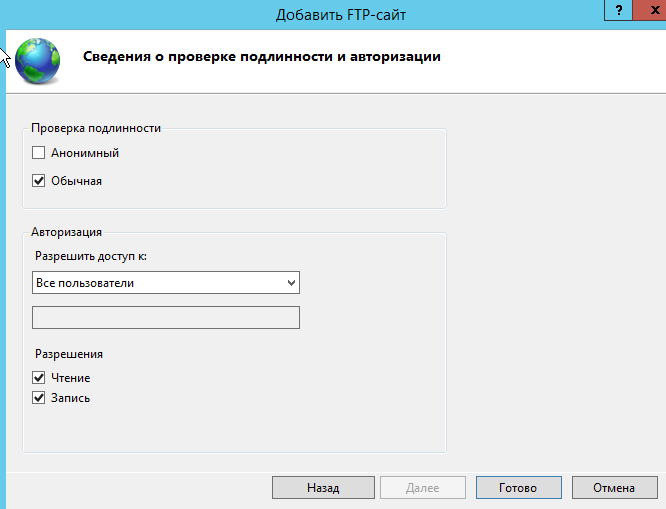 Добавить FTP-сайт
?
x
Сведения о проверке подлинности и авторизации
Проверка подлинности
Анонимный
Обычная
Авторизация
Разрешить доступ к:
Все пользователи
Разрешения
Чтение
Запись
Назад
Далее
Готово
Отмена